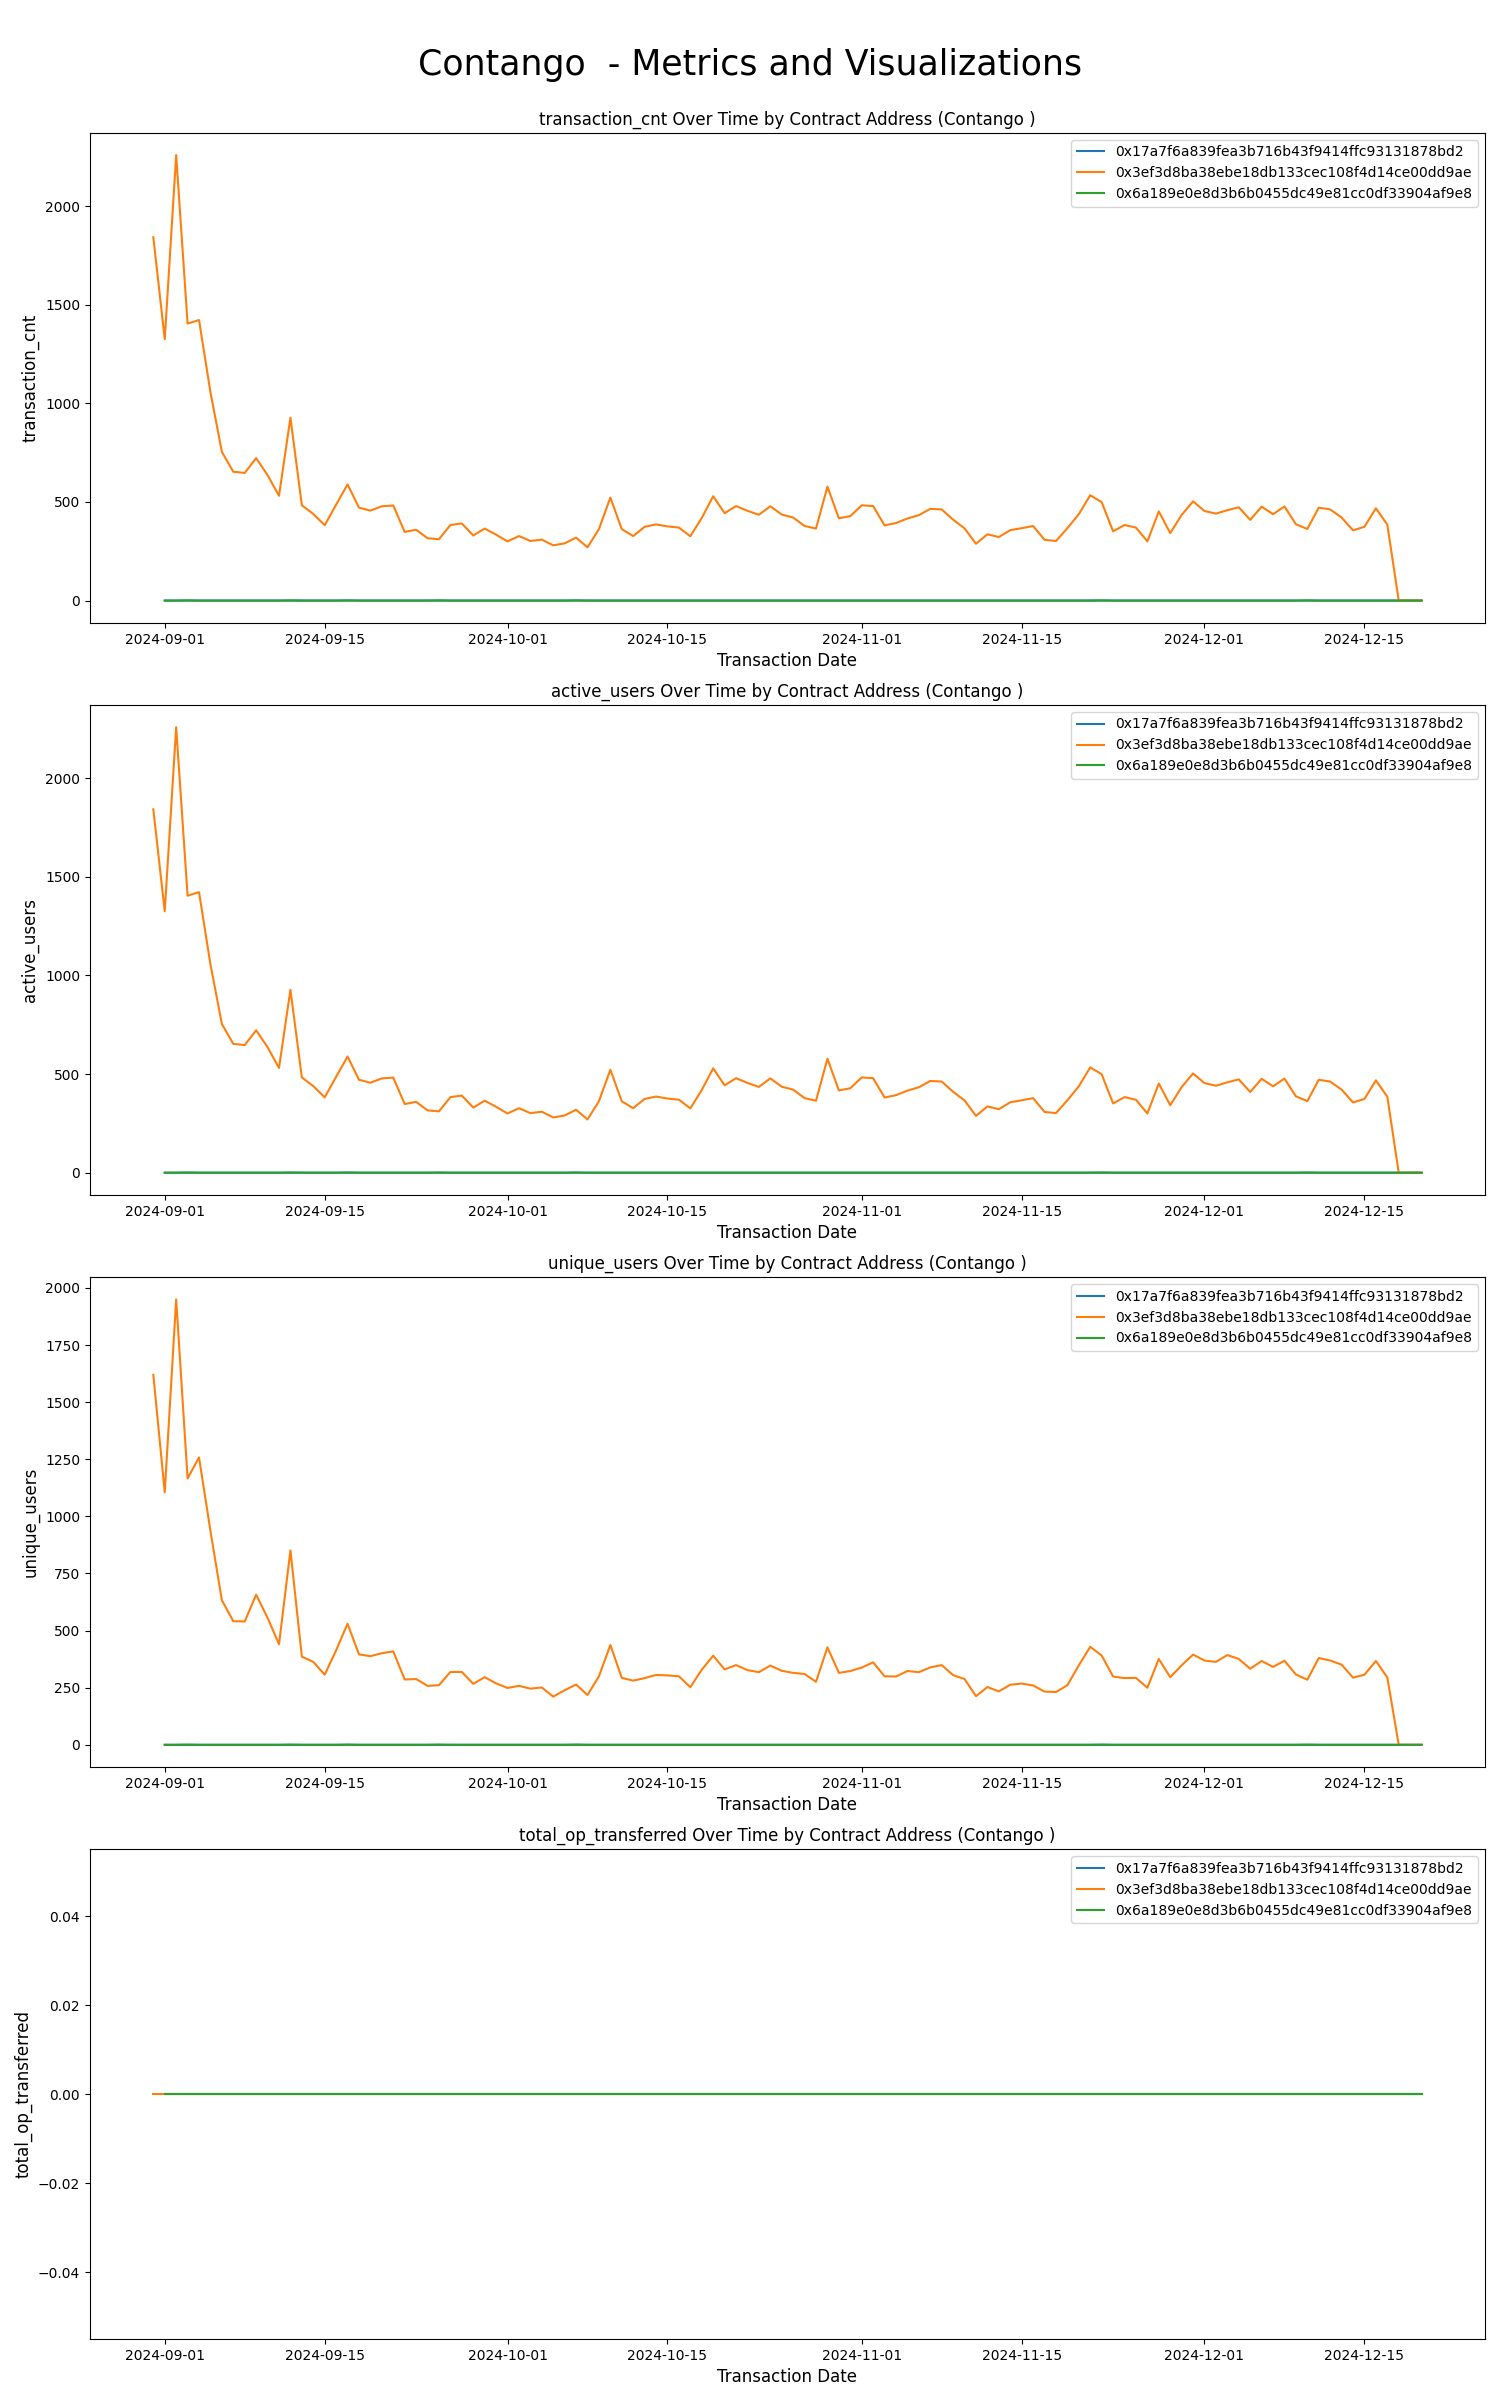 Contango  - Metrics and Visualizations
transaction_cnt Over Time by Contract Address (Contango )
0x17a7f6a839fea3b716b43f9414ffc93131878bd2
0x3ef3d8ba38ebe18db133cec108f4d14ce00dd9ae
0x6a189e0e8d3b6b0455dc49e81cc0df33904af9e8
2000
1500
1000
500
0
transaction_cnt
2024-09-01 2024-09-15 2024-10-01 2024-10-15 2024-11-01 2024-11-15 2024-12-01 2024-12-15
Transaction Date
active_users Over Time by Contract Address (Contango )
0x17a7f6a839fea3b716b43f9414ffc93131878bd2
0x3ef3d8ba38ebe18db133cec108f4d14ce00dd9ae
0x6a189e0e8d3b6b0455dc49e81cc0df33904af9e8
2000
1500
1000
500
0
active_users
2024-09-01 2024-09-15 2024-10-01 2024-10-15 2024-11-01 2024-11-15 2024-12-01 2024-12-15
Transaction Date
unique_users Over Time by Contract Address (Contango )
0x17a7f6a839fea3b716b43f9414ffc93131878bd2
0x3ef3d8ba38ebe18db133cec108f4d14ce00dd9ae
0x6a189e0e8d3b6b0455dc49e81cc0df33904af9e8
2000
1750
1500
1250
1000
750
500
250
0
unique_users
2024-09-01 2024-09-15 2024-10-01 2024-10-15 2024-11-01 2024-11-15 2024-12-01 2024-12-15
Transaction Date
total_op_transferred Over Time by Contract Address (Contango )
0x17a7f6a839fea3b716b43f9414ffc93131878bd2
0x3ef3d8ba38ebe18db133cec108f4d14ce00dd9ae
0x6a189e0e8d3b6b0455dc49e81cc0df33904af9e8
0.04
0.02
0.00
−0.02
−0.04
total_op_transferred
2024-09-01 2024-09-15 2024-10-01 2024-10-15 2024-11-01 2024-11-15 2024-12-01 2024-12-15
Transaction Date